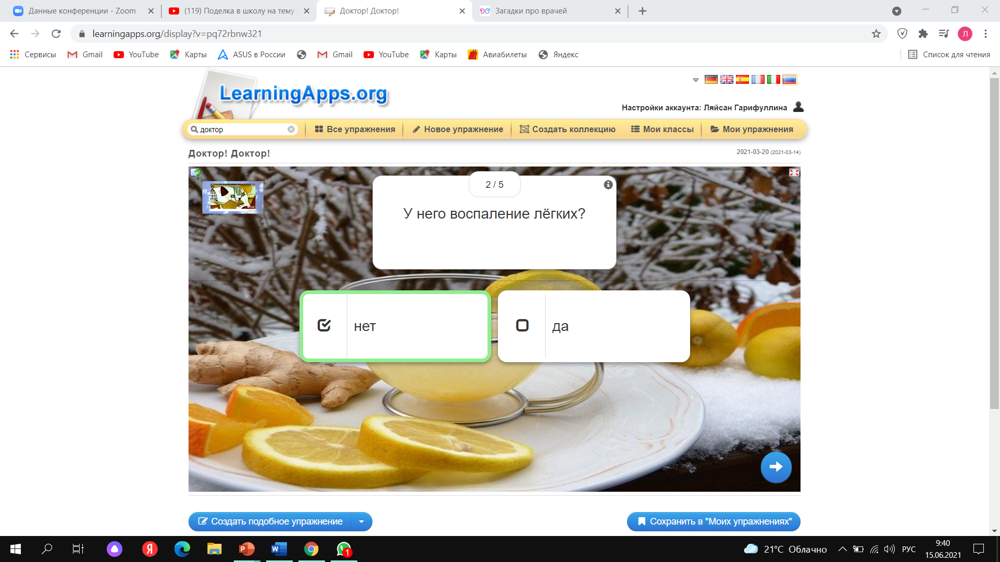 Данные конференции - Zoom
(119) Поделка в школу на тему
Доктор! Доктор!
Загадки про врачей
learningapps.org/display?v=pq72rbnw321
Л
Сервисы
Gmail
YouTube
Карты
ASUS в России
Gmail
YouTube
Карты
Авиабилеты
Яндекс
Список для чтения
LearningApps.org
Настройки аккаунта: Ляйсан Гарифуллина
доктор
Все упражнения
Новое упражнение
Создать коллекцию
Мои классы
Мои упражнения
Доктор! Доктор!
2021-03-20 (2021-03-14)
2 / 5
У него воспаление лёгких?
нет
да
Создать подобное упражнение
Сохранить в "Моих упражнениях"
21°C Облачно
РУС
9:40
15.06.2021
1